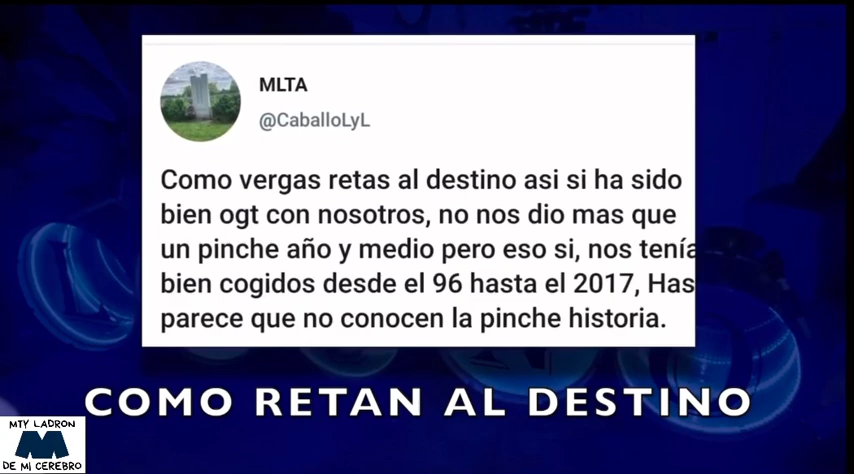 MLTA
@CaballoLyL
Como vergas retas al destino asi si ha sido
bien ogt con nosotros, no nos dio mas que
un pinche año y medio pero eso si, nos tenía
bien cogidos desde el 96 hasta el 2017, Has
parece que no conocen la pinche historia.
COMO RETAN AL DESTINO
MTY LADRON
M
DE MI CEREBRO